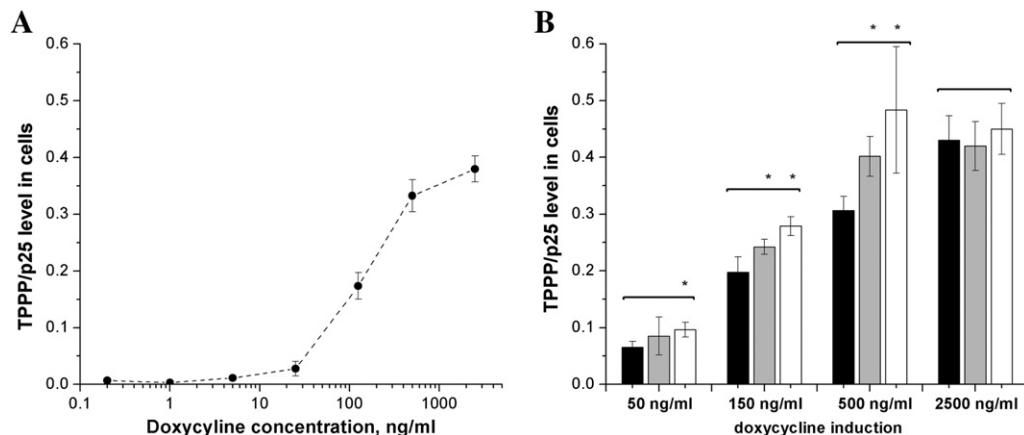 A
0.6
0.5
0.4
0.3
0.2
0.1
0.0
TPPP/p25 level in cells
0.1 1 10 100 1000
Doxycyline concentration, ng/ml
B
0.6
0.5
0.4
0.3
0.2
0.1
0.0
TPPP/p25 level in cells
*
* *
* *
50 ng/ml 150 ng/ml 500 ng/ml 2500 ng/ml
doxycycline induction